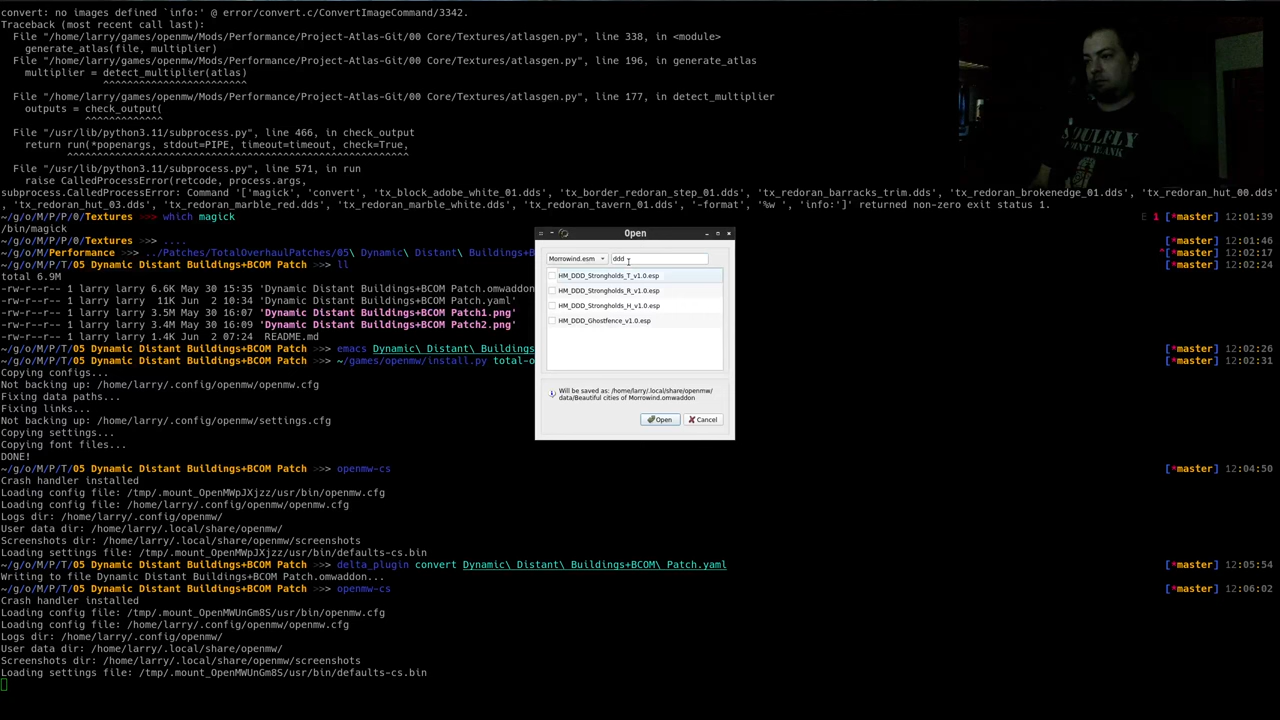 convert: no images defined `info:' @ error/convert.c/ConvertImageCommand/3342.
Traceback (most recent call last):
File "/home/larry/games/openmw/Mods/Performance/Project-Atlas-Git/00 Core/Textures/atlasgen.py", line 338, in <module>
generate_atlas(file, multiplier)
File "/home/larry/games/openmw/Mods/Performance/Project-Atlas-Git/00 Core/Textures/atlasgen.py", line 196, in generate_atlas
multiplier = detect_multiplier(atlas)
^^^^^^^^^^^^^^^^^^^^^^^^
File "/home/larry/games/openmw/Mods/Performance/Project-Atlas-Git/00 Core/Textures/atlasgen.py", line 177, in detect_multiplier
outputs = check_output(
^^^^^^^^^^^^^
File "/usr/lib/python3.11/subprocess.py", line 466, in check_output
return run(*popenargs, stdout=PIPE, timeout=timeout, check=True,
^^^^^^^^^^^^^^^^^^^^^^^^^^^^^^^^^^^^^^^^^^^^^^^^^^^^^^^^^
File "/usr/lib/python3.11/subprocess.py", line 571, in run
raise CalledProcessError(retcode, process.args,
subprocess.CalledProcessError: Command '['magick', 'convert', 'tx_block_adobe_white_01.dds', 'tx_border_redoran_step_01.dds', 'tx_redoran_barracks_trim.dds', 'tx_redoran_brokenedge_01.dds', 'tx_redoran_hut_00.dds'
, 'tx_redoran_hut_03.dds', 'tx_redoran_marble_red.dds', 'tx_redoran_marble_white.dds', 'tx_redoran_tavern_01.dds', '-format', '%w ', 'info:']' returned non-zero exit status 1.
~/g/o/M/P/P/0/Textures >>> which magick E 1 [*master] 12:01:39
/bin/magick
~/g/o/M/P/P/0/Textures >>> .... [*master] 12:01:46
~/g/o/M/Performance >>> ../Patches/TotalOverhaulPatches/05\ Dynamic\ Distant\ Buildings+B [*master] 12:02:17
~/g/o/M/P/T/05 Dynamic Distant Buildings+BCOM Patch >>> ll [*master] 12:02:24
total 6.9M
-rw-r--r-- 1 larry larry 6.6K May 30 15:35 'Dynamic Distant Buildings+BCOM Patch.omwaddon
-rw-r--r-- 1 larry larry 11K Jun 2 10:34 'Dynamic Distant Buildings+BCOM Patch.yaml'
-rw-r--r-- 1 larry larry 3.5M May 30 16:07 'Dynamic Distant Buildings+BCOM Patch1.png'
-rw-r--r-- 1 larry larry 3.4M May 30 16:09 'Dynamic Distant Buildings+BCOM Patch2.png'
-rw-r--r-- 1 larry larry 1.4K Jun 2 07:24 README.md
~/g/o/M/P/T/05 Dynamic Distant Buildings+BCOM Patch >>> emacs Dynamic\ Distant\ Buildings [*master] 12:02:26
~/g/o/M/P/T/05 Dynamic Distant Buildings+BCOM Patch >>> ~/games/openmw/install.py total-o [*master] 12:02:31
Copying configs...
Not backing up: /home/larry/.config/openmw/openmw.cfg
Fixing data paths...
Fixing links...
Not backing up: /home/larry/.config/openmw/settings.cfg
Copying settings...
Copying font files...
DONE!
~/g/o/M/P/T/05 Dynamic Distant Buildings+BCOM Patch >>> openmw-cs [*master] 12:04:50
Crash handler installed
Loading config file: /tmp/.mount_OpenMWpJXjzz/usr/bin/openmw.cfg
Loading config file: /home/larry/.config/openmw/openmw.cfg
Logs dir: /home/larry/.config/openmw/
User data dir: /home/larry/.local/share/openmw/
Screenshots dir: /home/larry/.local/share/openmw/screenshots
Loading settings file: /tmp/.mount_OpenMWpJXjzz/usr/bin/defaults-cs.bin
~/g/o/M/P/T/05 Dynamic Distant Buildings+BCOM Patch >>> delta_plugin convert Dynamic\ Distant\ Buildings+BCOM\ Patch.yaml [*master] 12:05:54
Writing to file Dynamic Distant Buildings+BCOM Patch.omwaddon...
~/g/o/M/P/T/05 Dynamic Distant Buildings+BCOM Patch >>> openmw-cs [*master] 12:06:02
Crash handler installed
Loading config file: /tmp/.mount_OpenMWUnGm8S/usr/bin/openmw.cfg
Loading config file: /home/larry/.config/openmw/openmw.cfg
Logs dir: /home/larry/.config/openmw/
User data dir: /home/larry/.local/share/openmw/
Screenshots dir: /home/larry/.local/share/openmw/screenshots
Loading settings file: /tmp/.mount_OpenMWUnGm8S/usr/bin/defaults-cs.bin
Open
Morrowind.esm ddd
HM_DDD_Strongholds_T_v1.0.esp
HM_DDD_Strongholds_R_v1.0.esp
HM_DDD_Strongholds_H_v1.0.esp
HM_DDD_Ghostfence_v1.0.esp
Will be saved as: /home/larry/.local/share/openmw/
data/Beautiful cities of Morrowind.omwaddon
Open Cancel
SOULFLY
POINT BLANK